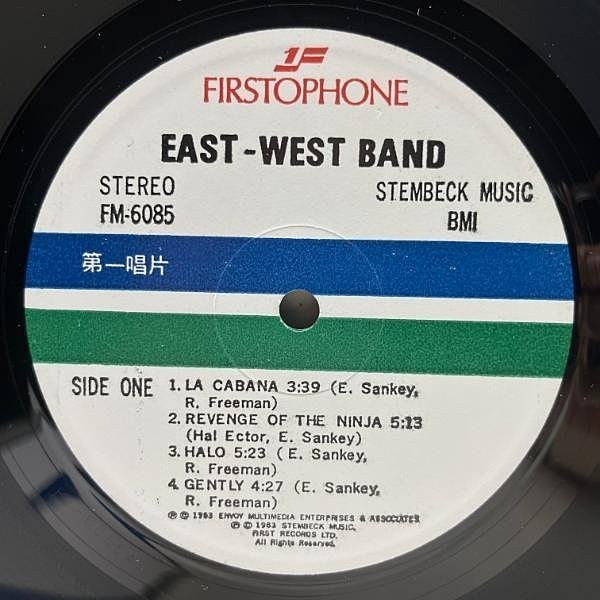 1F
FIRSTOPHONE
EAST-WEST BAND
STEREO
FM-6085
STEMBECK MUSIC
BMI
第一唱片
SIDE ONE
1. LA CABANA 3:39 (E. Sankey,
R. Freeman)
2. REVENGE OF THE NINJA 5:13
(Hal Ector, E. Sankey)
3. HALO 5:23 ( E. Sankey,
R. Freeman)
4. GENTLY 4:27 (E. Sankey,
R. Freeman)
℗ © 1983 ENVOY MULTIMEDIA ENTERPRISES & ASSOCIATES
℗ © 1983 STEMBECK MUSIC,
FIRST RECORDS LTD.
All Rights Reserved.